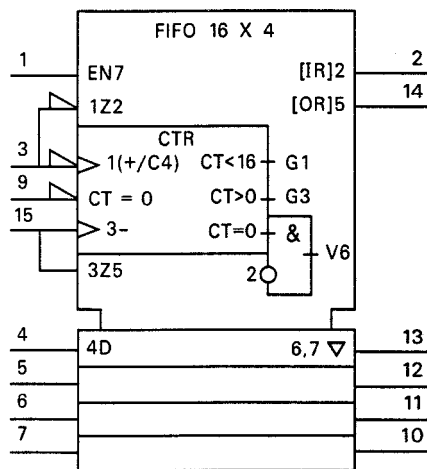 FIFO 16 X 4
1 EN7 [IR]2 2
1Z2 [OR]5 14
CTR
3 1(+/C4) CT<16 G1
9 CT = 0 CT>0 G3
15 3- CT=0 & V6
3Z5 2
4 4D 6,7 ▽ 13
5 12
6 11
7 10